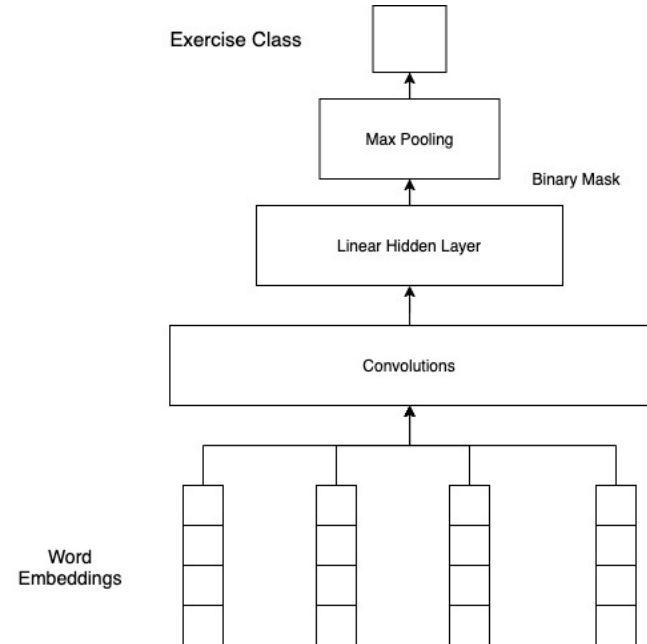 Exercise Class
Max Pooling
Binary Mask
Linear Hidden Layer
Convolutions
Word
Embeddings